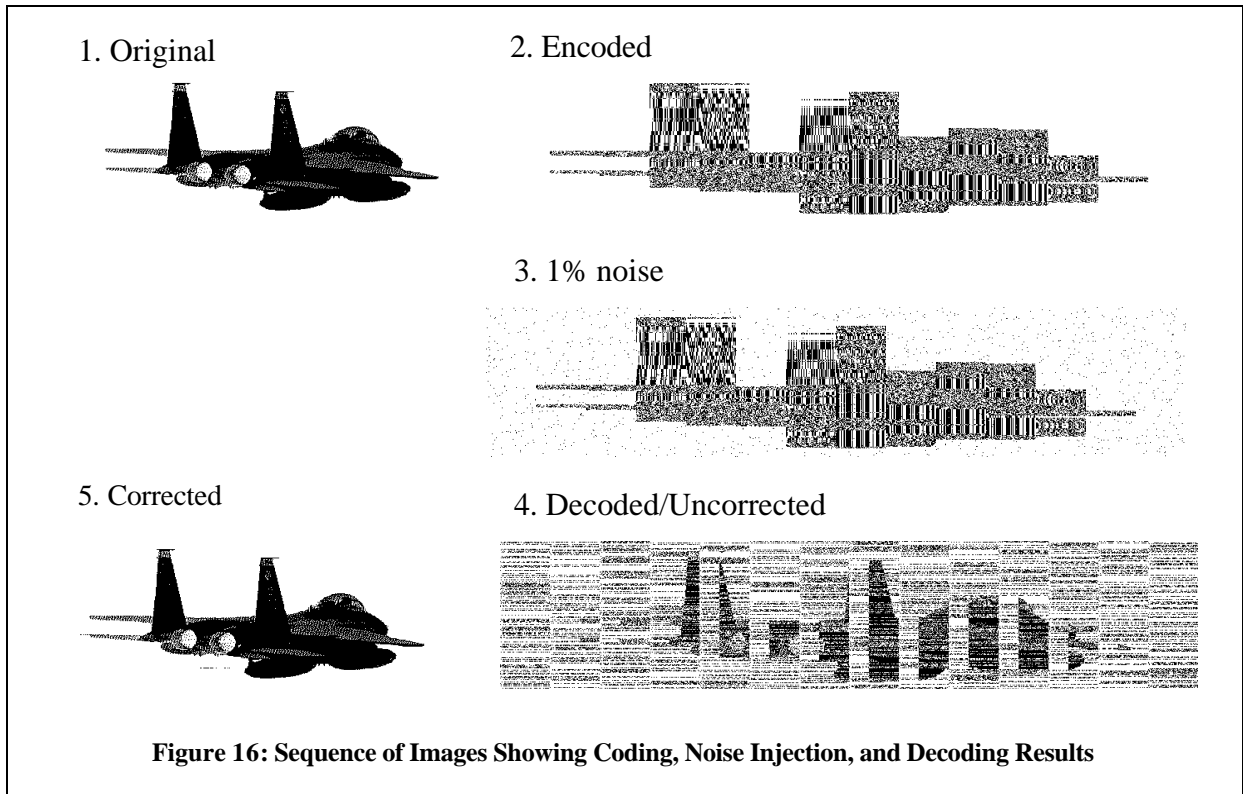 1. Original
2. Encoded
3. 1% noise
5. Corrected
4. Decoded/Uncorrected
Figure 16: Sequence of Images Showing Coding, Noise Injection, and Decoding Results